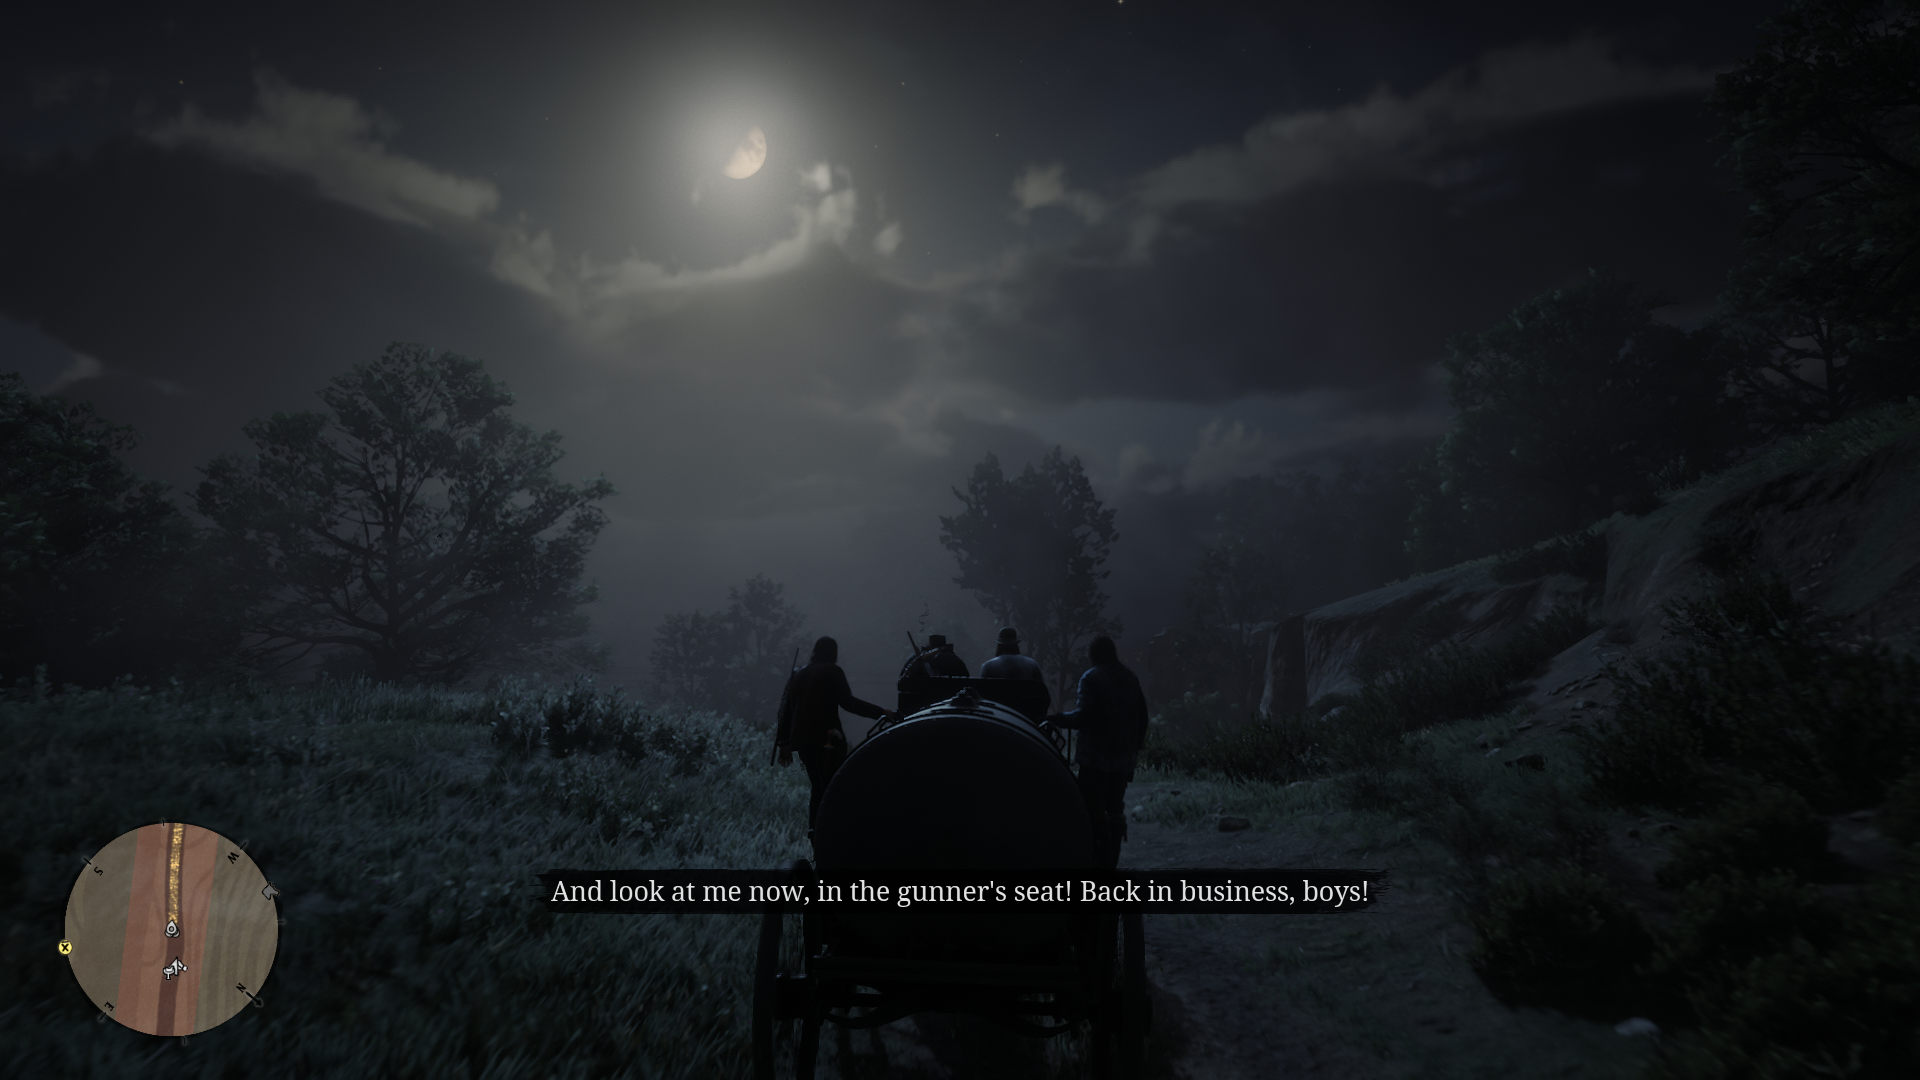 And look at me now, in the gunner's seat! Back in business, boys!
S
W
X
E
N